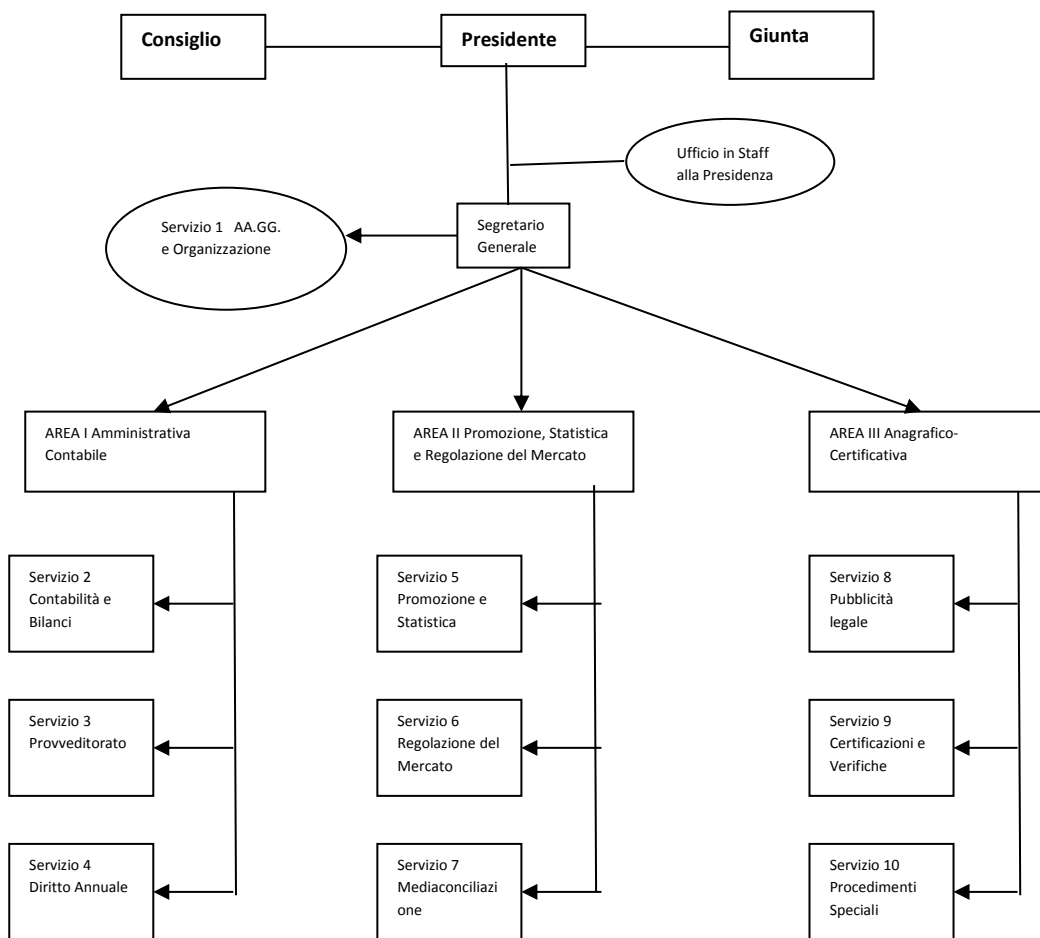 Consiglio
Presidente
Giunta
Ufficio in Staff
alla Presidenza
Servizio 1 AA.GG.
e Organizzazione
Segretario
Generale
AREA I Amministrativa
Contabile
AREA II Promozione, Statistica
e Regolazione del Mercato
AREA III Anagrafico-
Certificativa
Servizio 2
Contabilità e
Bilanci
Servizio 5
Promozione e
Statistica
Servizio 8
Pubblicità
legale
Servizio 3
Provveditorato
Servizio 6
Regolazione del
Mercato
Servizio 9
Certificazioni e
Verifiche
Servizio 4
Diritto Annuale
Servizio 7
Mediaconciliazi
one
Servizio 10
Procedimenti
Speciali